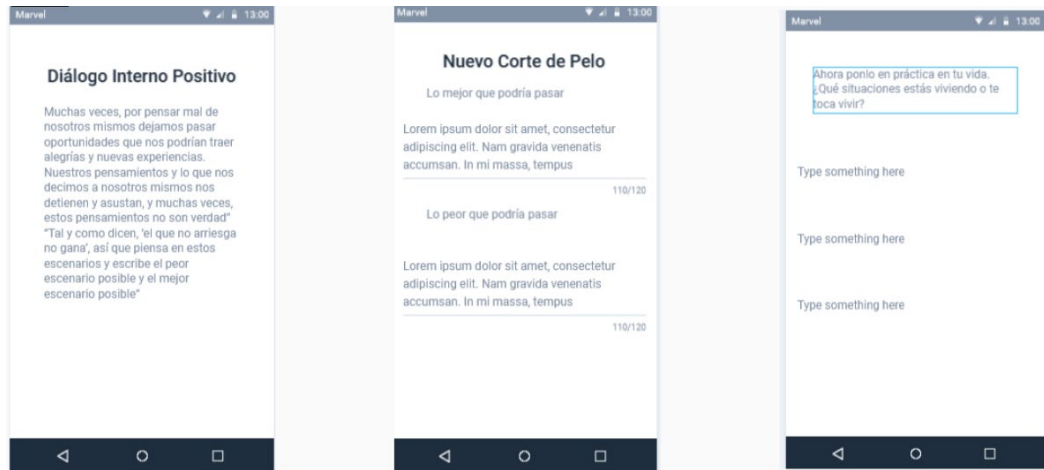 Marvel 13:00
Diálogo Interno Positivo
Muchas veces, por pensar mal de
nosotros mismos dejamos pasar
oportunidades que nos podrían traer
alegrías y nuevas experiencias.
Nuestros pensamientos y lo que nos
decimos a nosotros mismos nos
detienen y asustan, y muchas veces,
estos pensamientos no son verdad"
"Tal y como dicen, 'el que no arriesga
no gana', así que piensa en estos
escenarios y escribe el peor
escenario posible y el mejor
escenario posible"
Marvel 13:00
Nuevo Corte de Pelo
Lo mejor que podría pasar
Lorem ipsum dolor sit amet, consectetur
adipiscing elit. Nam gravida venenatis
accumsan. In mi massa, tempus
110/120
Lo peor que podría pasar
Lorem ipsum dolor sit amet, consectetur
adipiscing elit. Nam gravida venenatis
accumsan. In mi massa, tempus
110/120
Marvel 13:00
Ahora ponlo en práctica en tu vida.
¿Qué situaciones estás viviendo o te
toca vivir?
Type something here
Type something here
Type something here